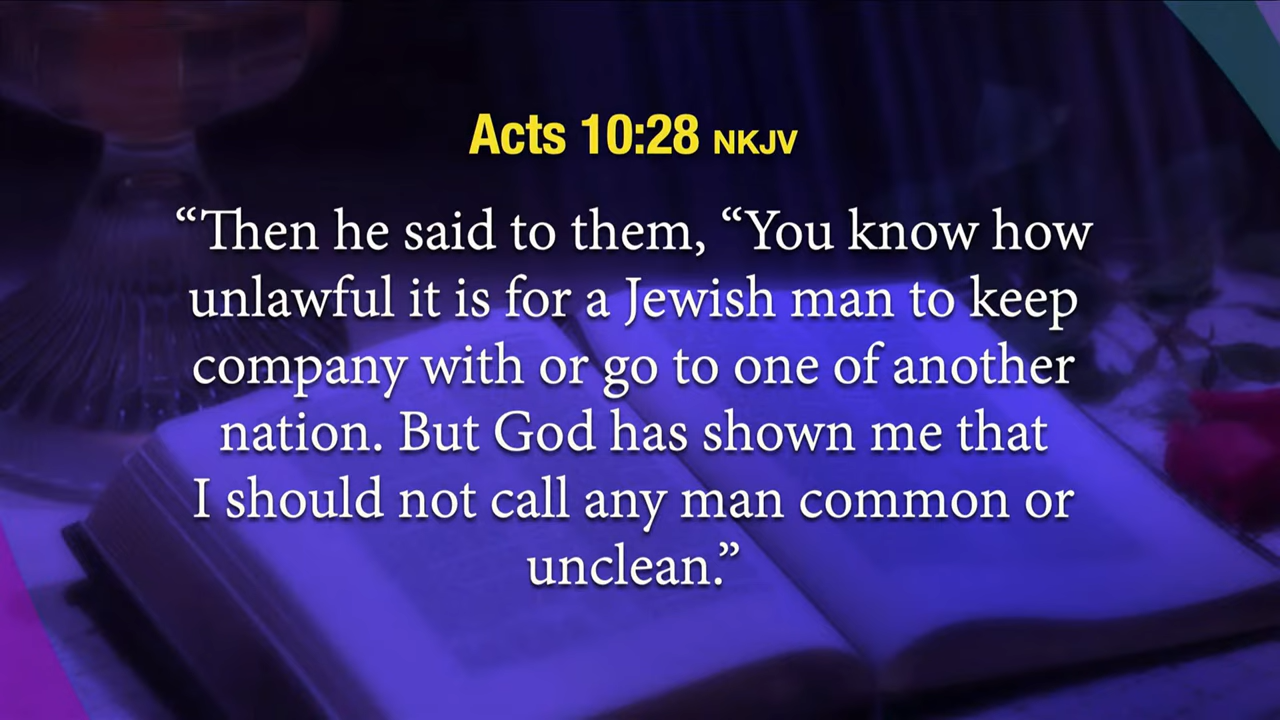 Acts 10:28 NKJV
“Then he said to them, “You know how
unlawful it is for a Jewish man to keep
company with or go to one of another
nation. But God has shown me that
I should not call any man common or
unclean.”